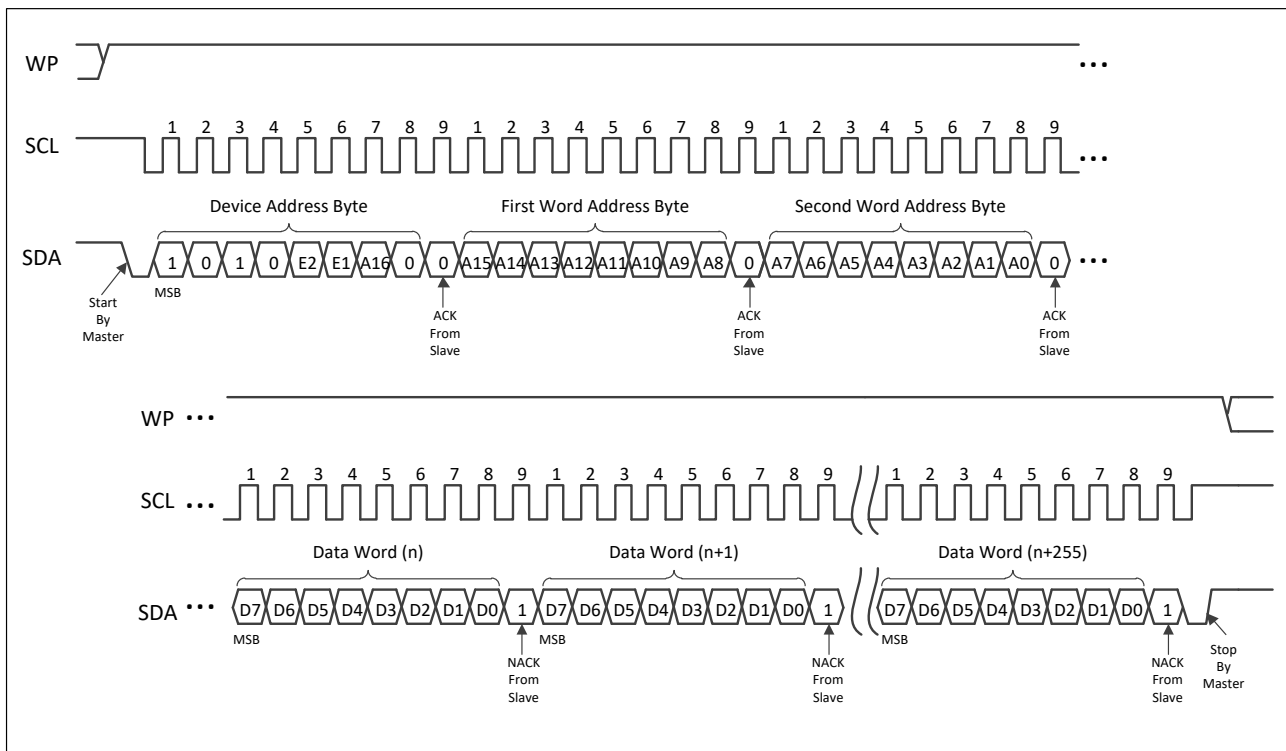 WP
...
1 2 3 4 5 6 7 8 9 1 2 3 4 5 6 7 8 9 1 2 3 4 5 6 7 8 9
SCL
...
Device Address Byte First Word Address Byte Second Word Address Byte
SDA
1 0 1 0 E2 E1 A16 0 0 A15 A14 A13 A12 A11 A10 A9 A8 0 A7 A6 A5 A4 A3 A2 A1 A0 0 ...
MSB
Start
By
Master
ACK
From
Slave
ACK
From
Slave
ACK
From
Slave
WP ...
1 2 3 4 5 6 7 8 9 1 2 3 4 5 6 7 8 9 1 2 3 4 5 6 7 8 9
SCL ...
Data Word (n) Data Word (n+1) Data Word (n+255)
SDA ... D7 D6 D5 D4 D3 D2 D1 D0 1 D7 D6 D5 D4 D3 D2 D1 D0 1 D7 D6 D5 D4 D3 D2 D1 D0 1
MSB MSB MSB
NACK
From
Slave
NACK
From
Slave
NACK
From
Slave
Stop
By
Master